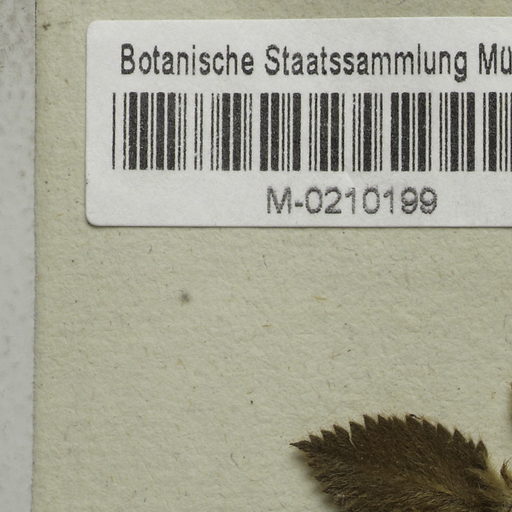 Botanische Staatssammlung Mü
M-0210199